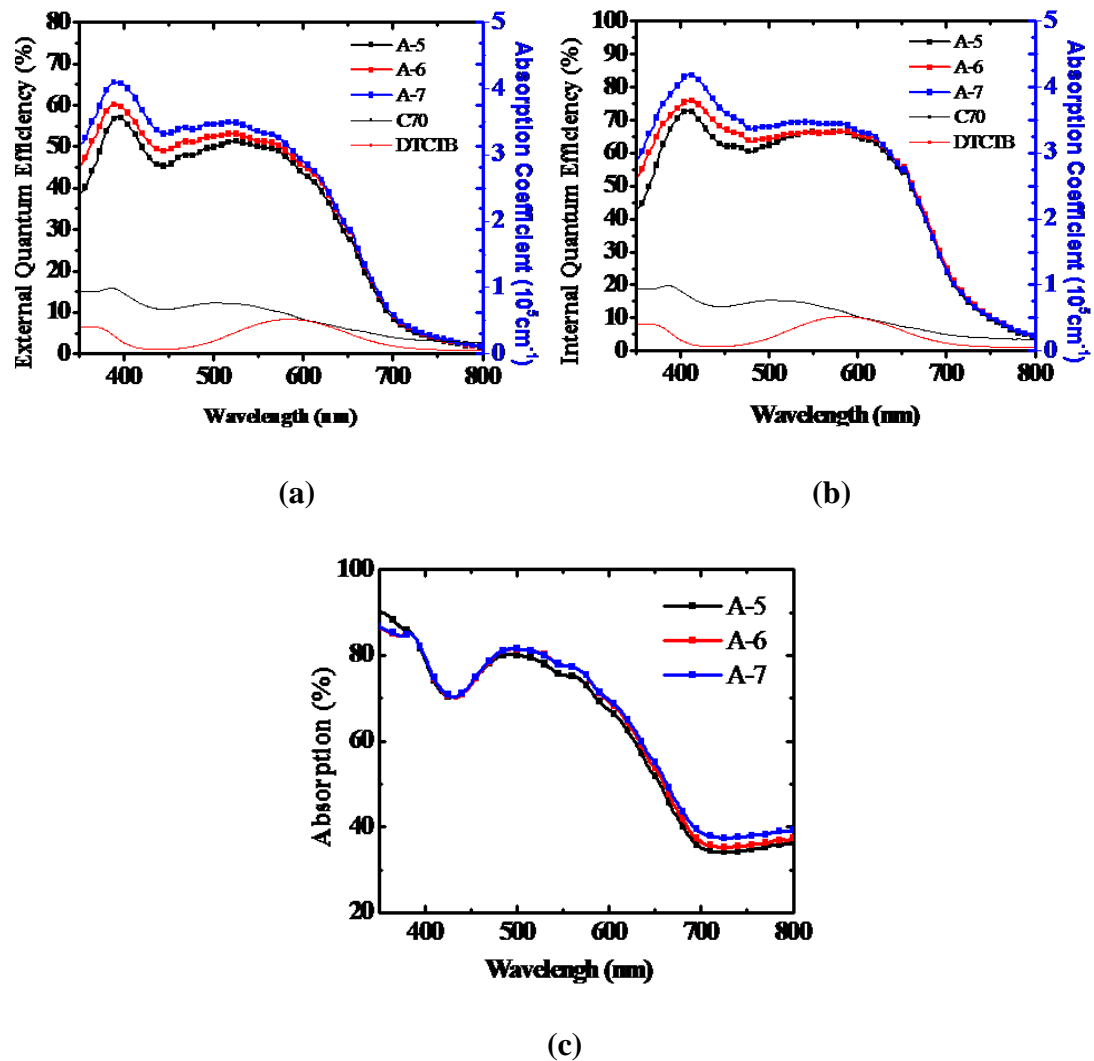 80
70
60
50
40
30
20
10
0
External Quantum Efficiency (%)
A-5
A-6
A-7
C70
DTCTB
5
4
3
2
1
0
Absorption Coefficient (10⁵cm⁻¹)
400 500 600 700 800
Wavelength (nm)
(a)
100
90
80
70
60
50
40
30
20
10
0
Internal Quantum Efficiency (%)
A-5
A-6
A-7
C70
DTCTB
5
4
3
2
1
0
Absorption Coefficient (10⁵cm⁻¹)
400 500 600 700 800
Wavelength (nm)
(b)
100
80
60
40
20
Absorption (%)
A-5
A-6
A-7
400 500 600 700 800
Wavelengh (nm)
(c)